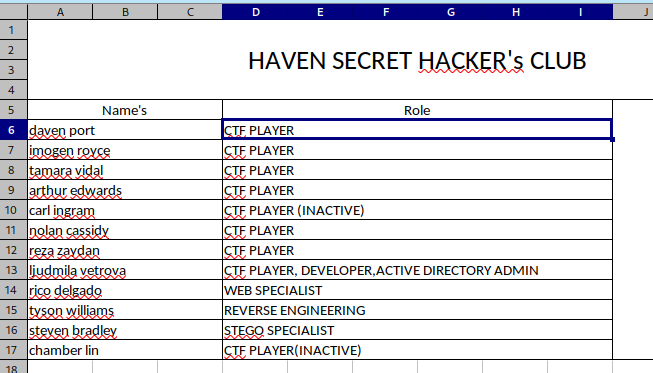 A B C D E F G H I J
1
2 HAVEN SECRET HACKER's CLUB
3
4
5 Name's Role
6 daven port CTF PLAYER
7 imogen royce CTF PLAYER
8 tamara vidal CTF PLAYER
9 arthur edwards CTF PLAYER
10 carl ingram CTF PLAYER (INACTIVE)
11 nolan cassidy CTF PLAYER
12 reza zaydan CTF PLAYER
13 ljudmila vetrova CTF PLAYER, DEVELOPER,ACTIVE DIRECTORY ADMIN
14 rico delgado WEB SPECIALIST
15 tyson williams REVERSE ENGINEERING
16 steven bradley STEGO SPECIALIST
17 chamber lin CTF PLAYER(INACTIVE)
18